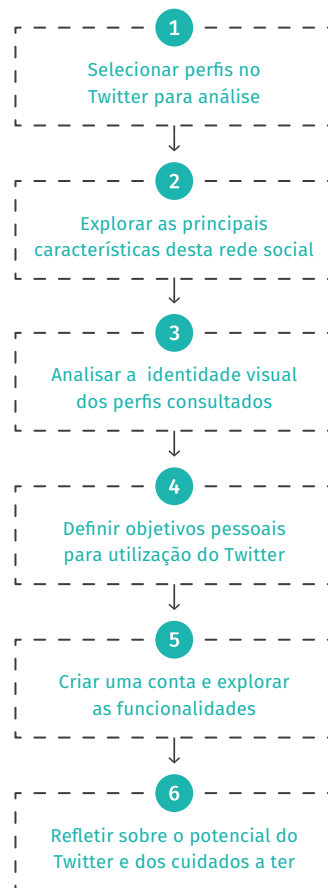 1
Selecionar perfis no
Twitter para análise
2
Explorar as principais
características desta rede social
3
Analisar a identidade visual
dos perfis consultados
4
Definir objetivos pessoais
para utilização do Twitter
5
Criar uma conta e explorar
as funcionalidades
6
Refletir sobre o potencial do
Twitter e dos cuidados a ter